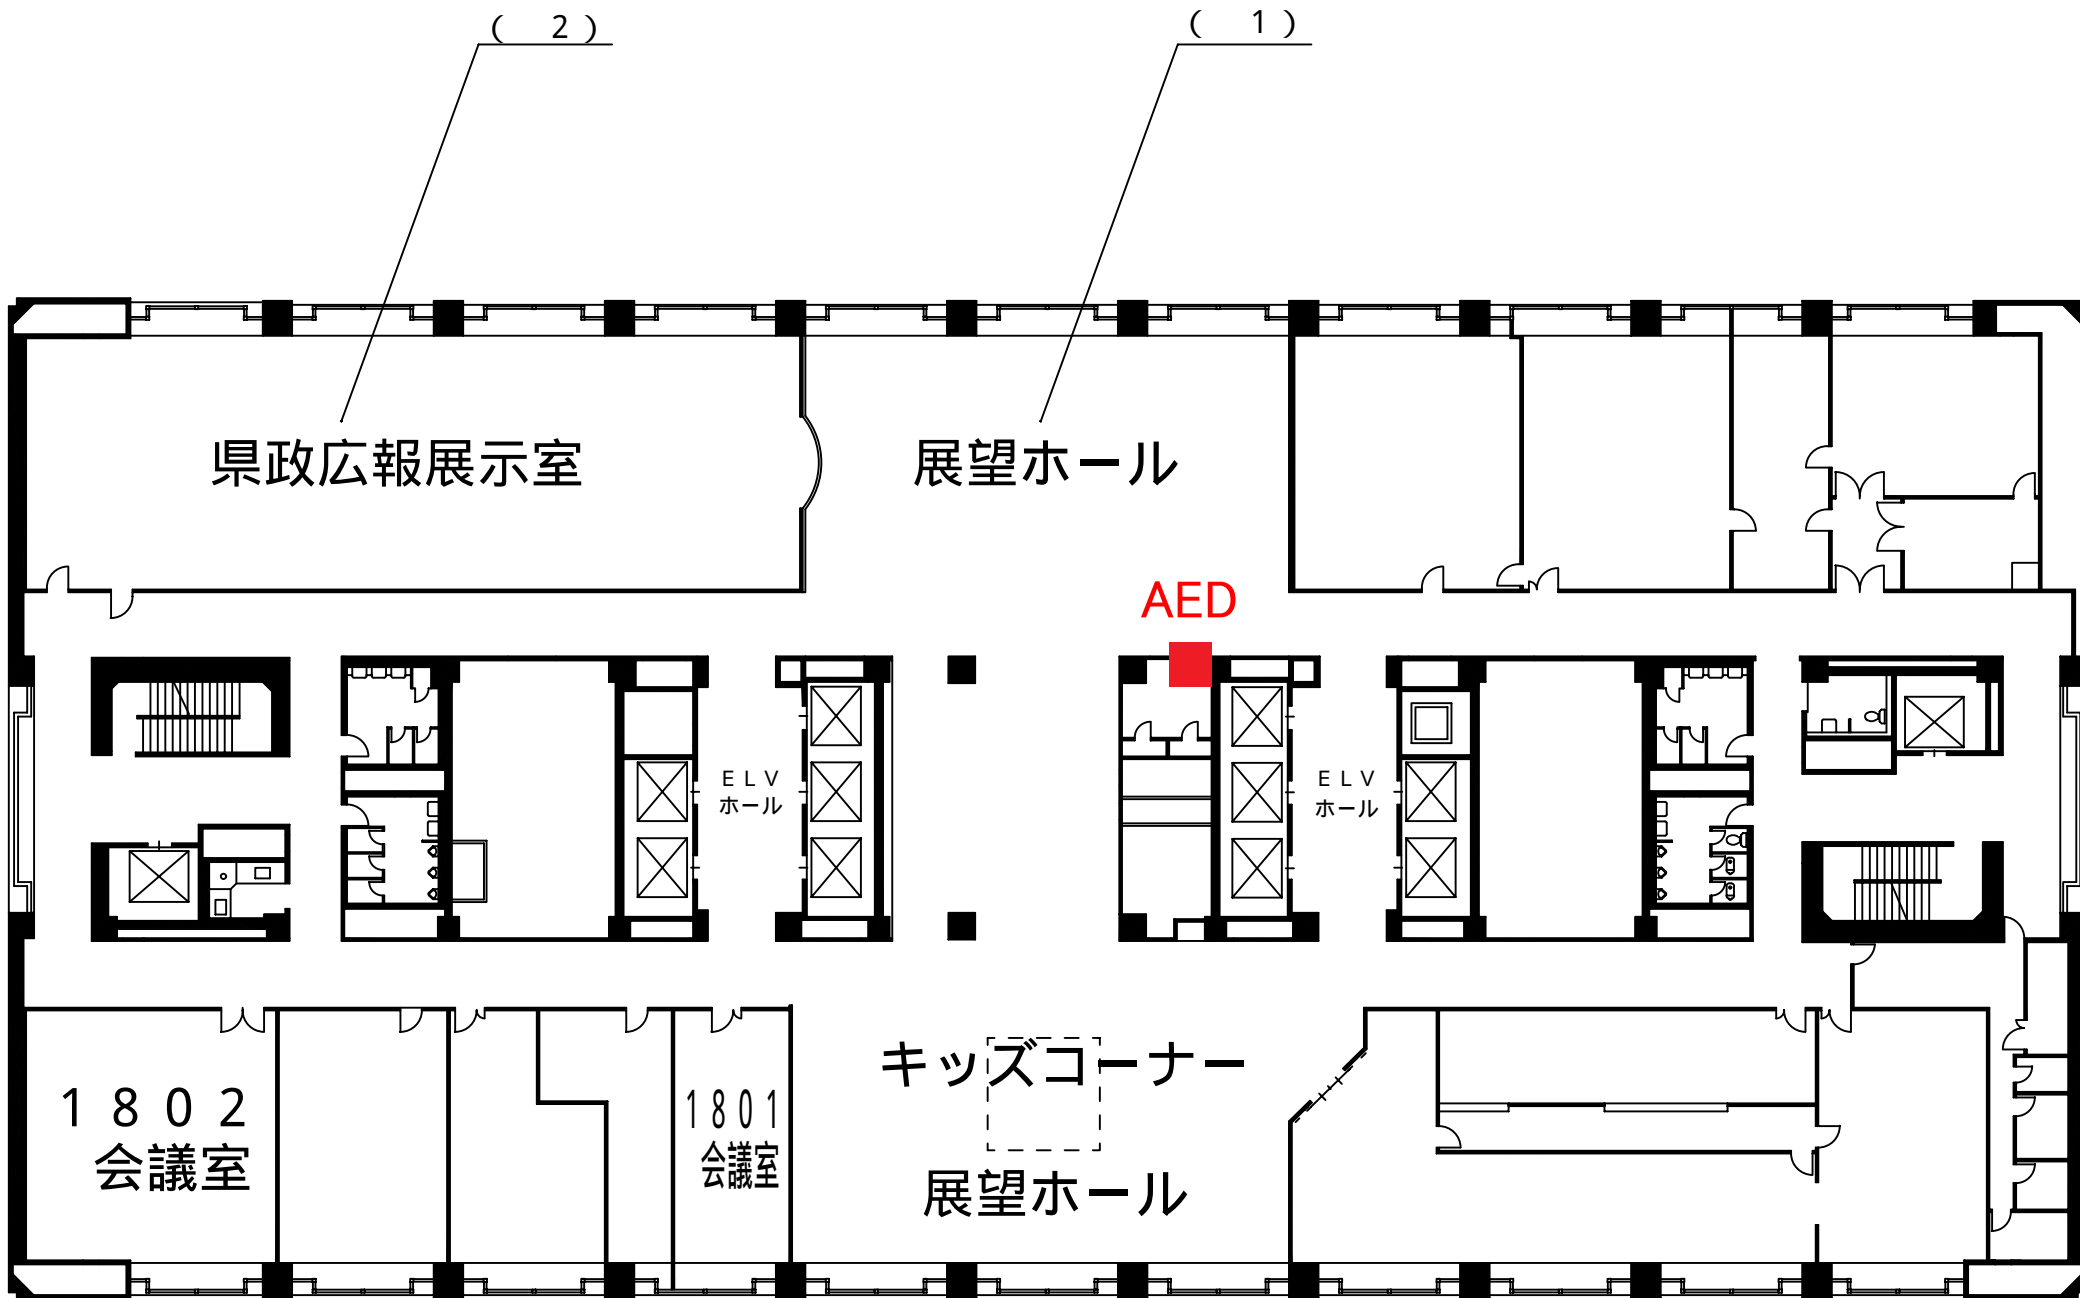 ( 2 )
( 1 )
県政広報展示室
展望ホール
AED
ELV
ホール
ELV
ホール
キッズコーナー
1802
会議室
1801
会議室
展望ホール